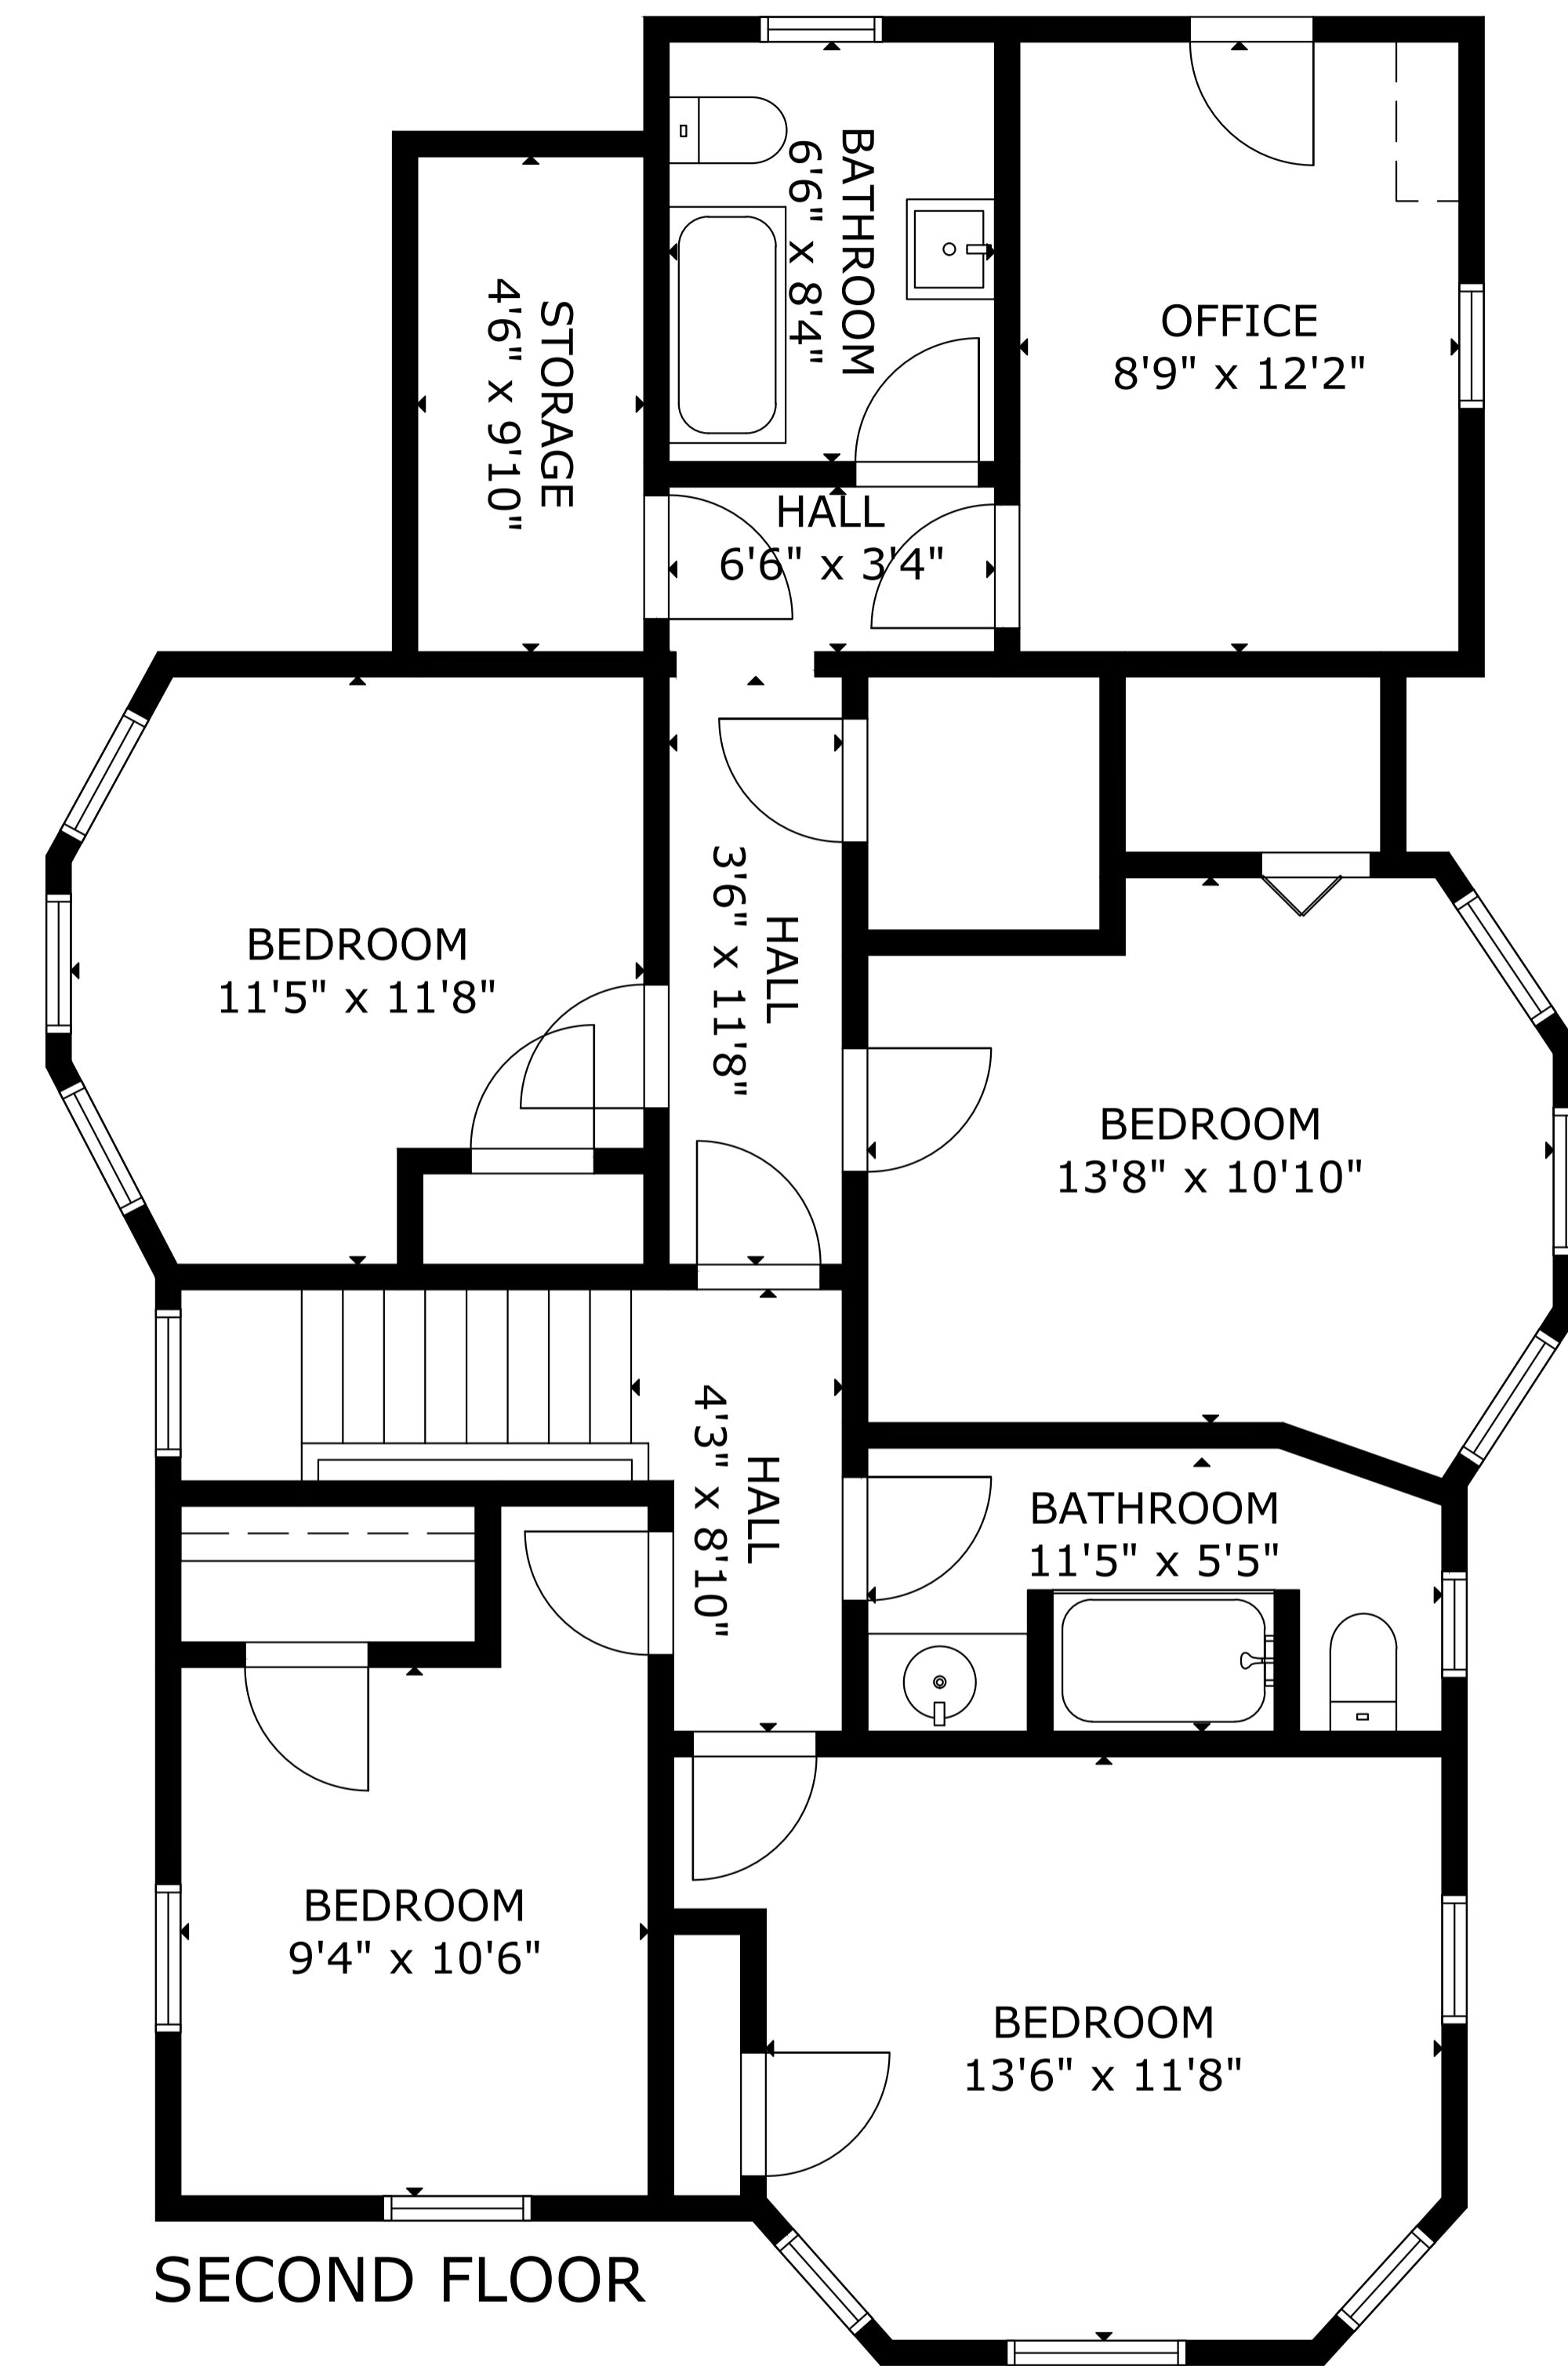 BATHROOM
6'6" x 8'4"
STORAGE
4'6" x 9'10"
OFFICE
8'9" x 12'2"
HALL
6'6" x 3'4"
HALL
3'6" x 11'8"
BEDROOM
11'5" x 11'8"
BEDROOM
13'8" x 10'10"
HALL
4'3" x 8'10"
BATHROOM
11'5" x 5'5"
BEDROOM
9'4" x 10'6"
BEDROOM
13'6" x 11'8"
SECOND FLOOR